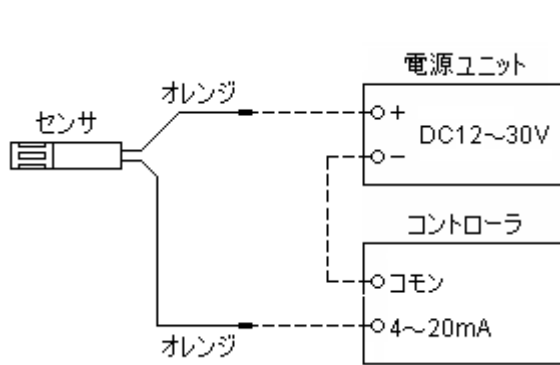 電源ユニット
オレンジ
+
センサ
DC12～30V
−
コントローラ
コモン
4～20mA
オレンジ